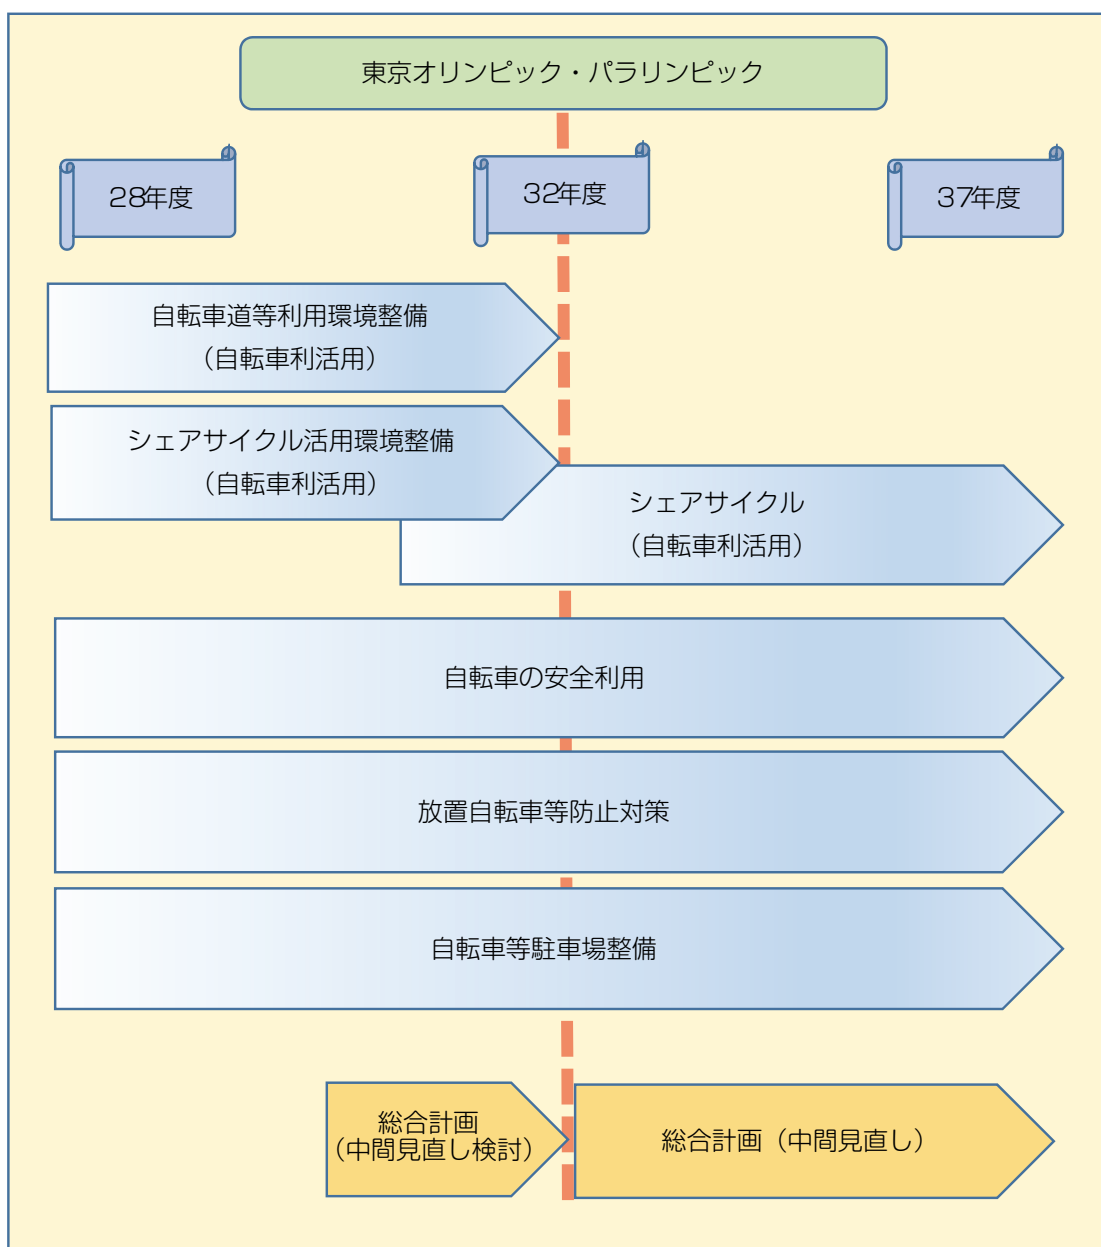 東京オリンピック・パラリンピック
28年度
32年度
37年度
自転車道等利用環境整備
（自転車利活用）
シェアサイクル活用環境整備
（自転車利活用）
シェアサイクル
（自転車利活用）
自転車の安全利用
放置自転車等防止対策
自転車等駐車場整備
総合計画
（中間見直し検討）
総合計画（中間見直し）